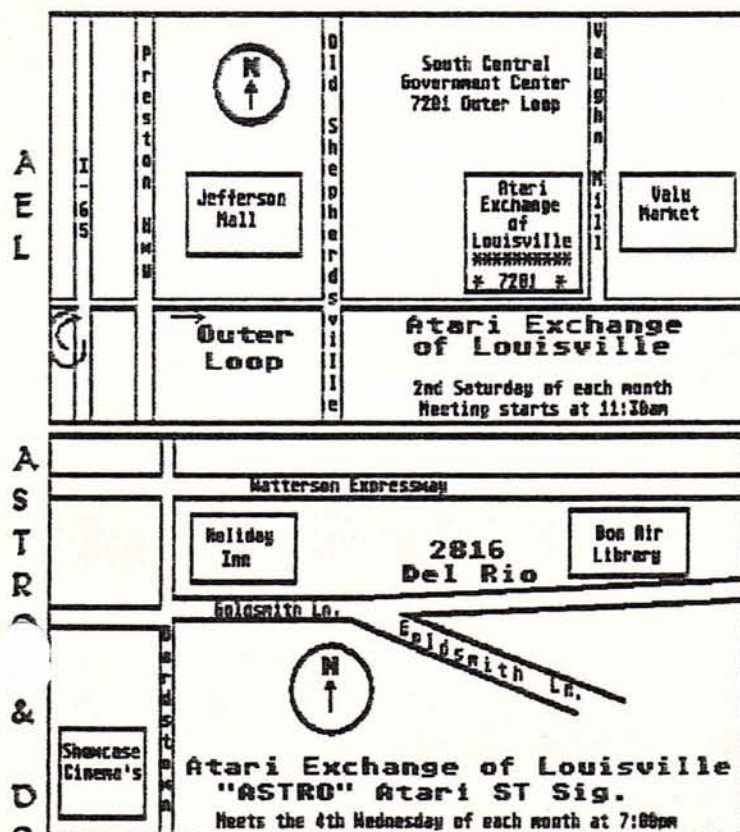 AEL
I-65
Preston Hwy
N
Jefferson
Mall
Old Shepherdsville
South Central
Government Center
7201 Outer Loop
Atari
Exchange
of
Louisville
**********
* 7201 *
Vaughn Mill
Valu
Market
Outer
Loop
Atari Exchange
of Louisville
2nd Saturday of each month
Meeting starts at 11:30am
ASTRO
Watterson Expressway
Holiday
Inn
2816
Del Rio
Bon Air
Library
Goldsmith Ln.
Goldsmith Ln.
Bardstown
N
&
Showcase
Cinema's
Atari Exchange of Louisville
"ASTRO" Atari ST Sig.
Meets the 4th Wednesday of each month at 7:00pm
D